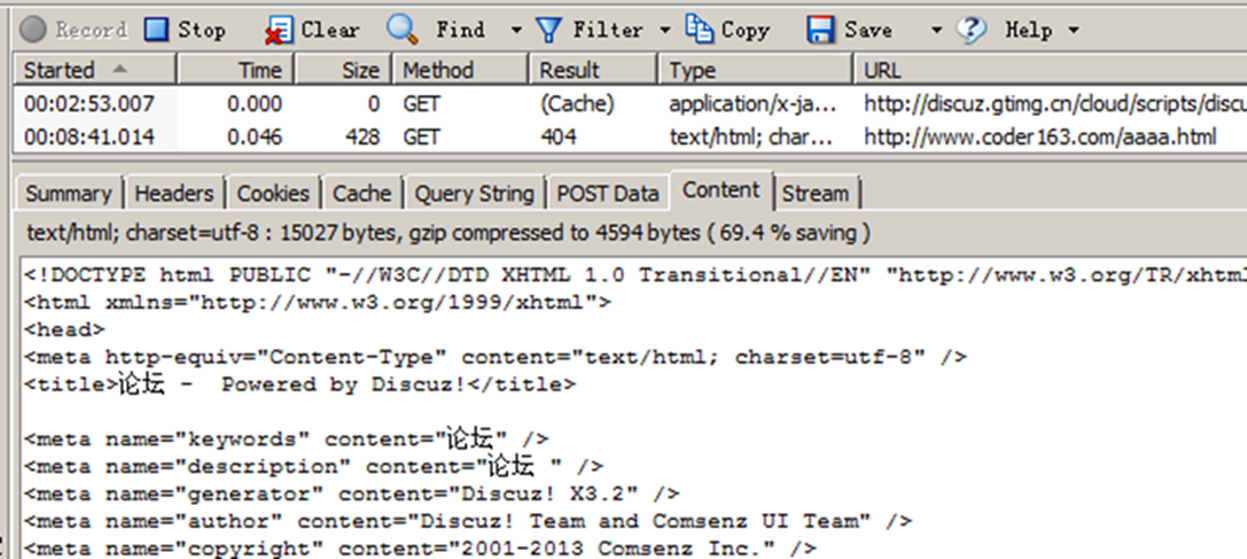 Record Stop Clear Find Filter Copy Save Help
Started Time Size Method Result Type URL
00:02:53.007 0.000 0 GET (Cache) application/x-ja... http://discuz.gtimg.cn/cloud/scripts/discu
00:08:41.014 0.046 428 GET 404 text/html; char... http://www.coder163.com/aaaa.html
Summary Headers Cookies Cache Query String POST Data Content Stream
text/html; charset=utf-8 : 15027 bytes, gzip compressed to 4594 bytes ( 69.4 % saving )
<!DOCTYPE html PUBLIC "-//W3C//DTD XHTML 1.0 Transitional//EN" "http://www.w3.org/TR/xhtml
<html xmlns="http://www.w3.org/1999/xhtml">
<head>
<meta http-equiv="Content-Type" content="text/html; charset=utf-8" />
<title>论坛 -  Powered by Discuz!</title>
<meta name="keywords" content="论坛" />
<meta name="description" content="论坛 " />
<meta name="generator" content="Discuz! X3.2" />
<meta name="author" content="Discuz! Team and Comsenz UI Team" />
<meta name="copyright" content="2001-2013 Comsenz Inc." />